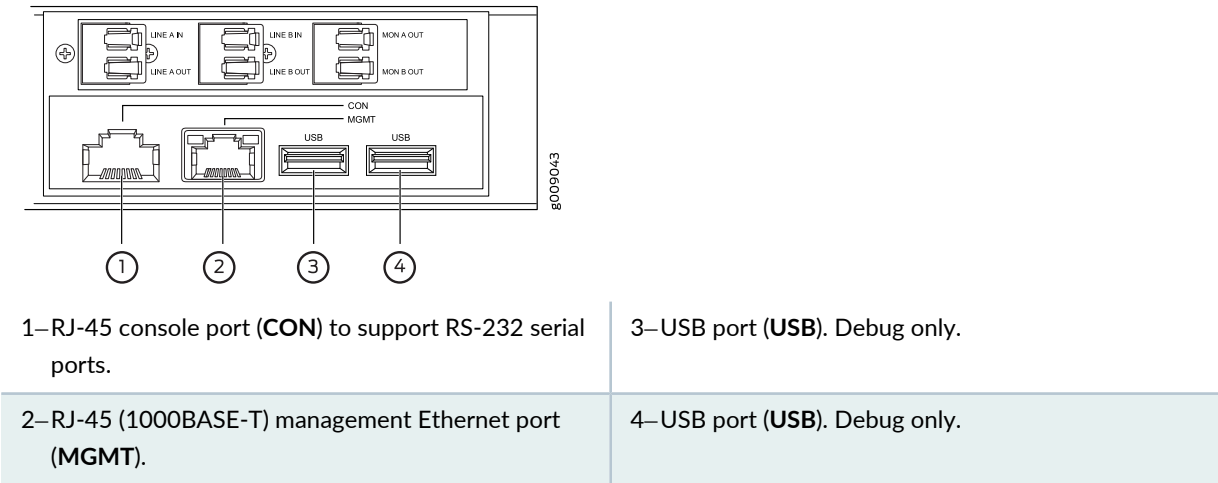 LINE A IN
LINE B IN
MON A OUT
LINE A OUT
LINE B OUT
MON B OUT
CON
MGMT
USB
USB
g009043
1
2
3
4
1–RJ-45 console port (CON) to support RS-232 serial
ports.
3–USB port (USB). Debug only.
2–RJ-45 (1000BASE-T) management Ethernet port
(MGMT).
4–USB port (USB). Debug only.